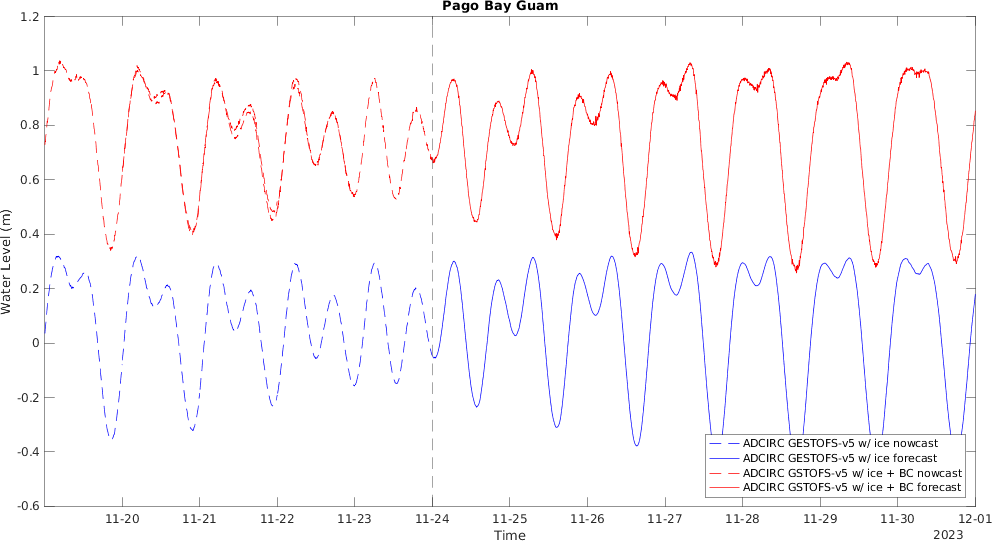 Pago Bay Guam
1.2
1
0.8
0.6
0.4
0.2
0
-0.2
-0.4
-0.6
Water Level (m)
ADCIRC GESTOFS-v5 w/ ice nowcast
ADCIRC GESTOFS-v5 w/ ice forecast
ADCIRC GSTOFS-v5 w/ ice + BC nowcast
ADCIRC GSTOFS-v5 w/ ice + BC forecast
11-20 11-21 11-22 11-23 11-24 11-25 11-26 11-27 11-28 11-29 11-30 12-01
Time
2023